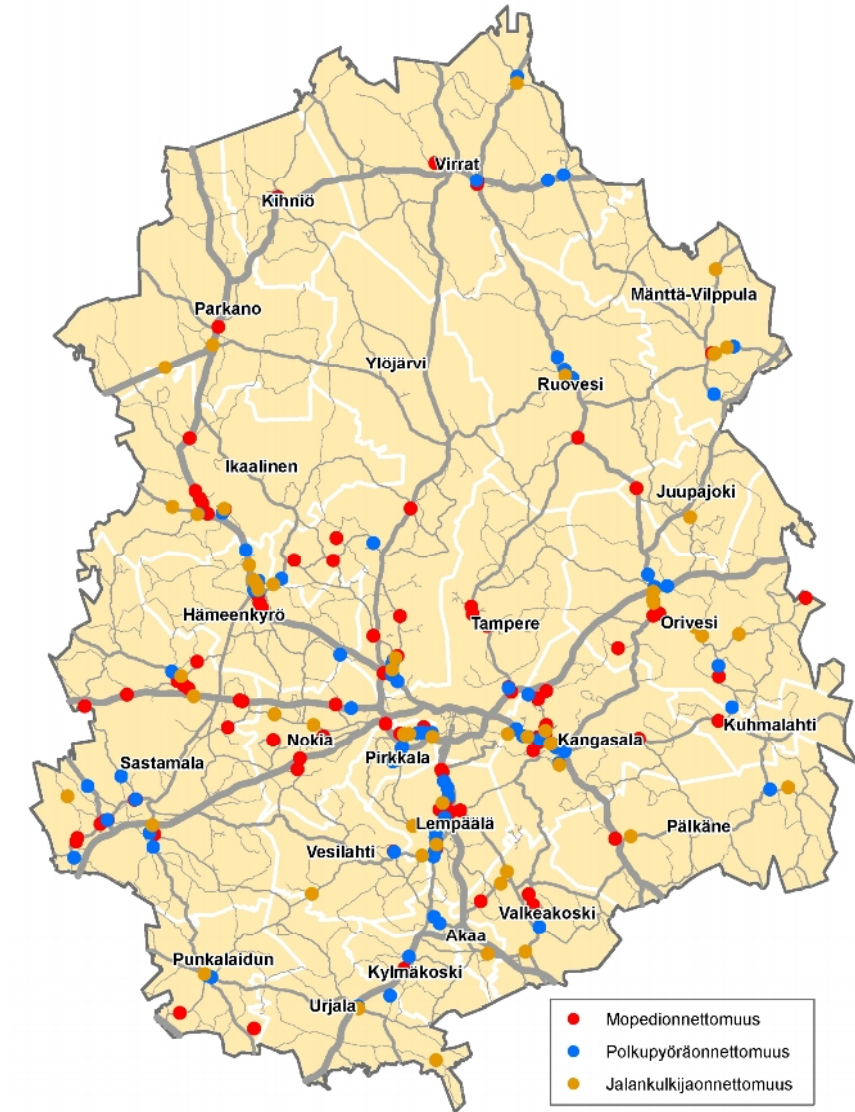 Virrat
Kihniö
Mänttä-Vilppula
Parkano
Ylöjärvi
Ruovesi
Ikaalinen
Juupajoki
Hämeenkyrö
Tampere
Orivesi
Kuhmalahti
Nokia
Kangasala
Pirkkala
Sastamala
Lempäälä
Pälkäne
Vesilahti
Valkeakoski
Akaa
Punkalaidun
Kylmäkoski
Urjala
Mopedionnettomuus
Polkupyöräonnettomuus
Jalankulkijaonnettomuus